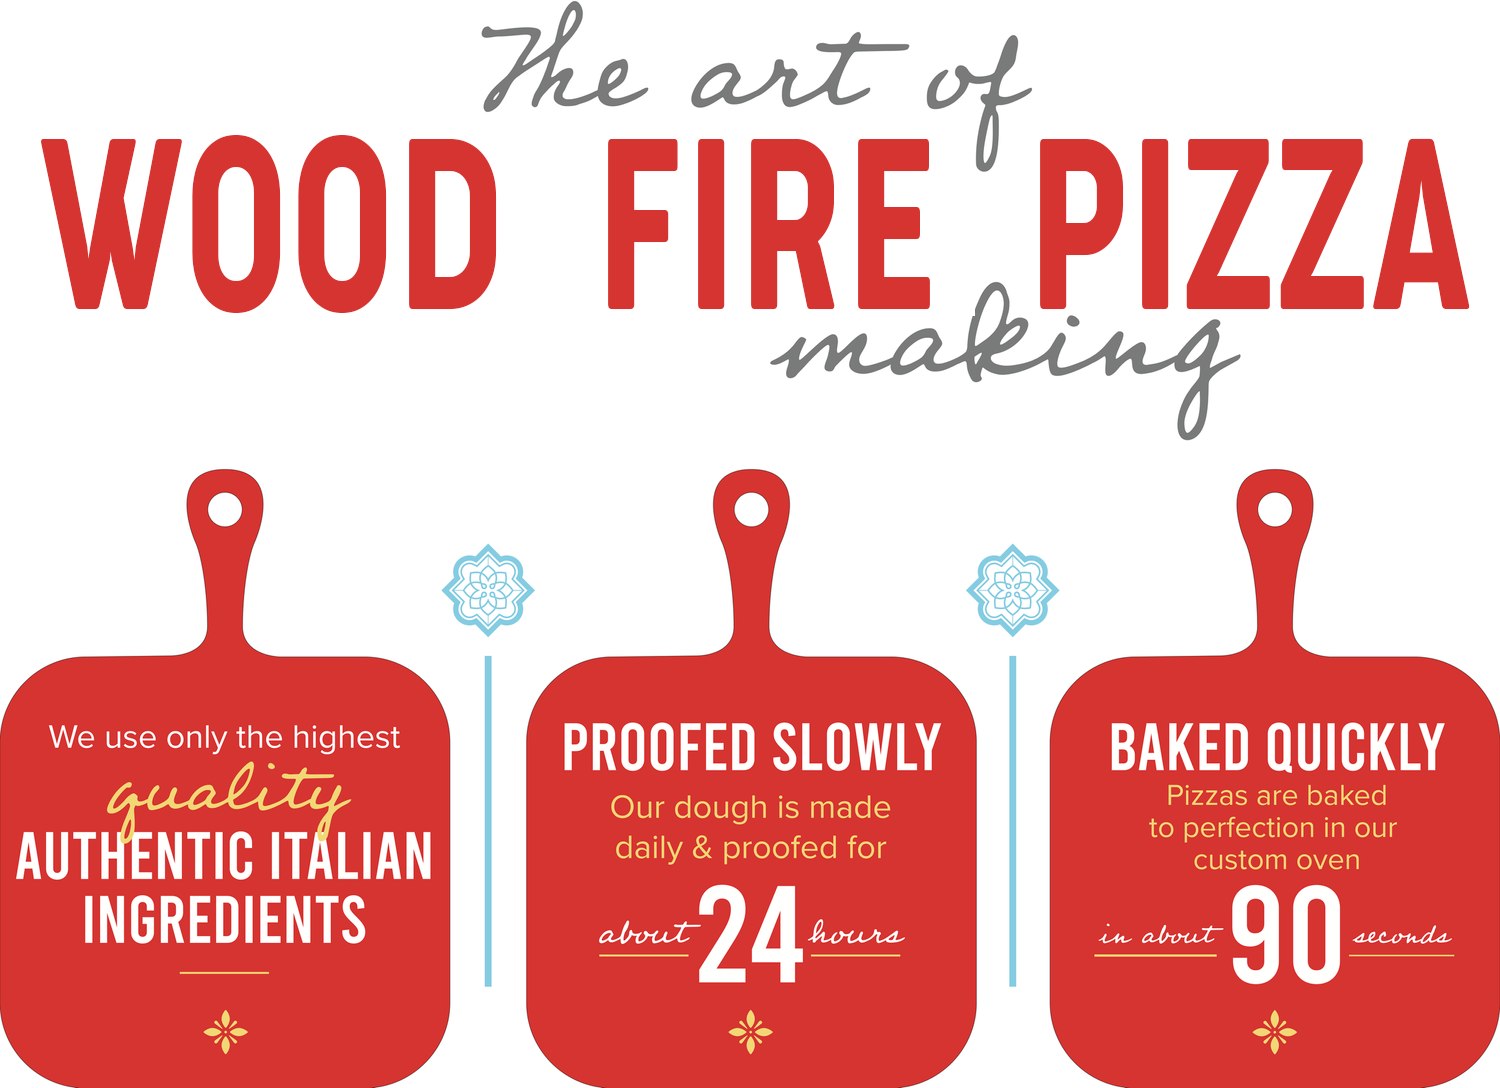 The art of
WOOD FIRE PIZZA
making
We use only the highest
quality
AUTHENTIC ITALIAN
INGREDIENTS
PROOFED SLOWLY
Our dough is made
daily & proofed for
about 24 hours
BAKED QUICKLY
Pizzas are baked
to perfection in our
custom oven
in about 90 seconds